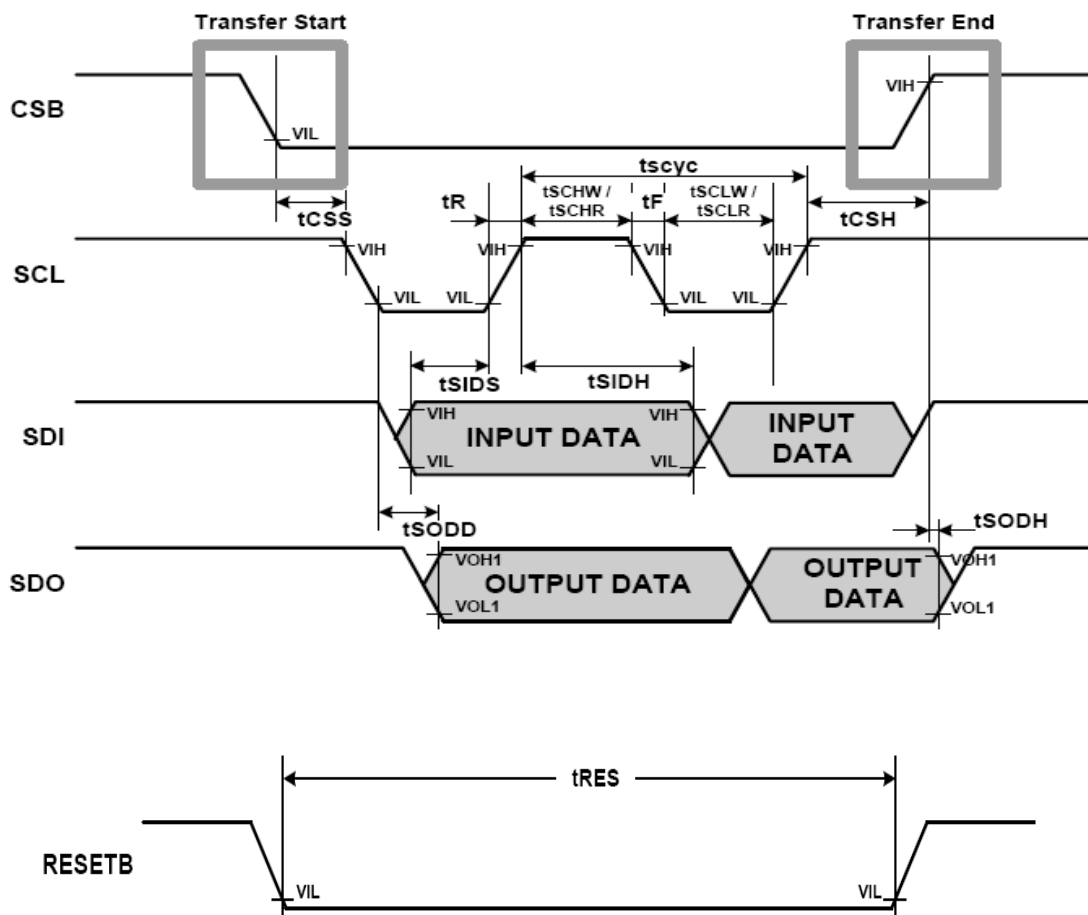 Transfer Start
Transfer End
CSB
VIL
VIH
tCSS
tR
tscyc
tSCHW /
tSCHR
tF
tSCLW /
tSCLR
tCSH
SCL
VIH
VIH
VIH
VIH
VIL
VIL
VIL
VIL
tSIDS
tSIDH
SDI
VIH
VIH
INPUT DATA
VIL
VIL
INPUT
DATA
tSODD
tSODH
SDO
VOH1
VOL1
OUTPUT DATA
OUTPUT
DATA
VOH1
VOL1
tRES
RESETB
VIL
VIL